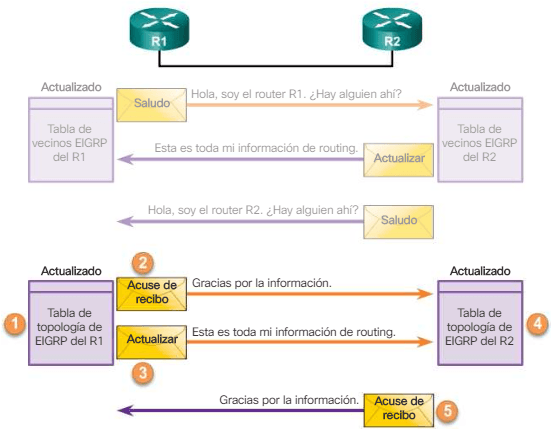 R1
R2
Actualizado
Actualizado
Saludo
Hola, soy el router R1. ¿Hay alguien ahí?
Tabla de
vecinos EIGRP
del R1
Tabla de
vecinos EIGRP
del R2
Esta es toda mi información de routing.
Actualizar
Hola, soy el router R2. ¿Hay alguien ahí?
Saludo
Actualizado
2
Actualizado
Acuse de
recibo
Gracias por la información.
1
Tabla de
topología de
EIGRP del R1
Actualizar
Esta es toda mi información de routing.
Tabla de
topología de
EIGRP del R2
4
3
Gracias por la información.
Acuse de
recibo
5